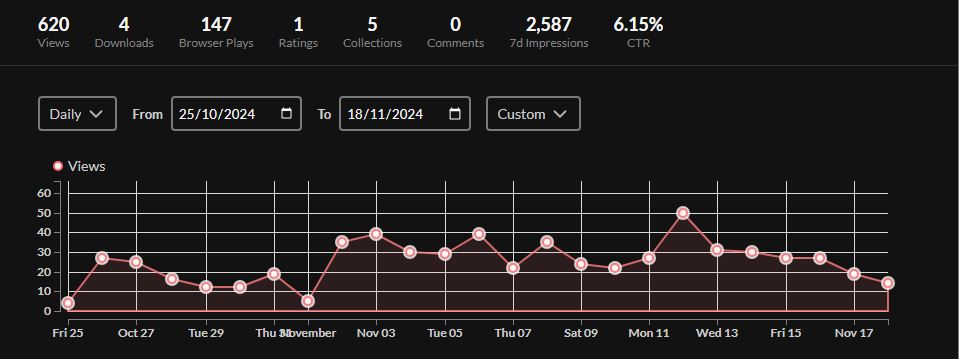 620 4 147 1 5 0 2,587 6.15%
Views Downloads Browser Plays Ratings Collections Comments 7d Impressions CTR
Daily From 25/10/2024 To 18/11/2024 Custom
Views
60
50
40
30
20
10
0
Fri 25 Oct 27 Tue 29 Thu 31 November Nov 03 Tue 05 Thu 07 Sat 09 Mon 11 Wed 13 Fri 15 Nov 17